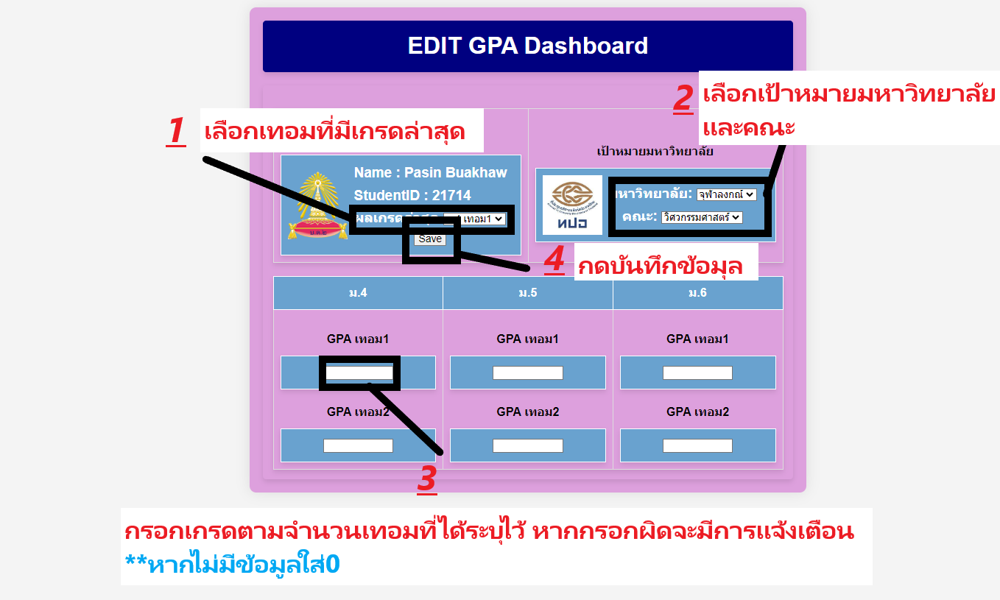 EDIT GPA Dashboard
2 เลือกเป้าหมายมหาวิทยาลัย
และคณะ
1 เลือกเทอมที่มีเกรดล่าสุด
เป้าหมายมหาวิทยาลัย
Name : Pasin Buakhaw
StudentID : 21714
ผลเกรดล่าสุด เทอม1
Save
ม.ค.๒
ทปอ
มหาวิทยาลัย: จุฬาลงกณ์
คณะ: วิศวกรรมศาสตร์
4 กดบันทึกข้อมุล
ม.4 ม.5 ม.6
GPA เทอม1 GPA เทอม1 GPA เทอม1
GPA เทอม2 GPA เทอม2 GPA เทอม2
3
กรอกเกรดตามจำนวนเทอมที่ได้ระบุไว้ หากกรอกผิดจะมีการแจ้งเตือน
**หากไม่มีข้อมูลใส่0